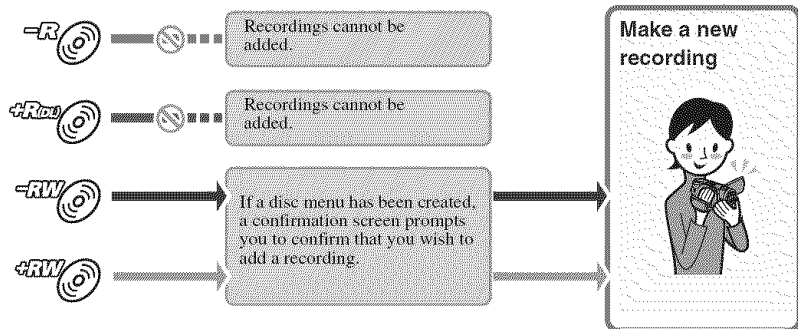 -R
Recordings cannot be
added.
+R(DL)
Recordings cannot be
added.
-RW
+RW
If a disc menu has been created,
a confirmation screen prompts
you to confirm that you wish to
add a recording.
Make a new
recording